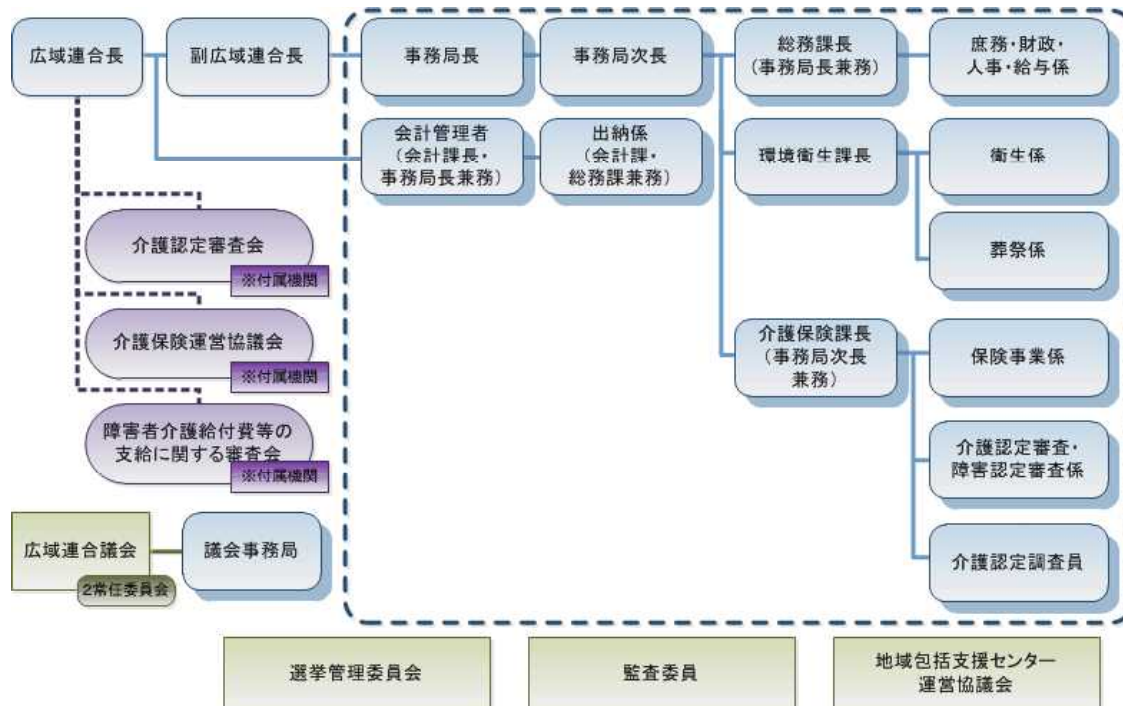 広域連合長
副広域連合長
事務局長
事務局次長
総務課長
(事務局長兼務)
庶務・財政・
人事・給与係
会計管理者
(会計課長・
事務局長兼務)
出納係
(会計課・
総務課兼務)
環境衛生課長
衛生係
葬祭係
介護認定審査会
※付属機関
介護保険運営協議会
※付属機関
障害者介護給付費等の
支給に関する審査会
※付属機関
介護保険課長
(事務局次長
兼務)
保険事業係
介護認定審査・
障害認定審査係
介護認定調査員
広域連合議会
2常任委員会
議会事務局
選挙管理委員会
監査委員
地域包括支援センター
運営協議会